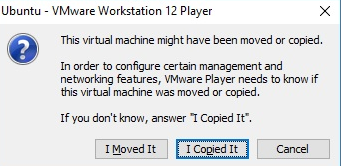 Ubuntu - VMware Workstation 12 Player
This virtual machine might have been moved or copied.
In order to configure certain management and
networking features, VMware Player needs to know if
this virtual machine was moved or copied.
If you don't know, answer "I Copied It".
I Moved It
I Copied It
Cancel